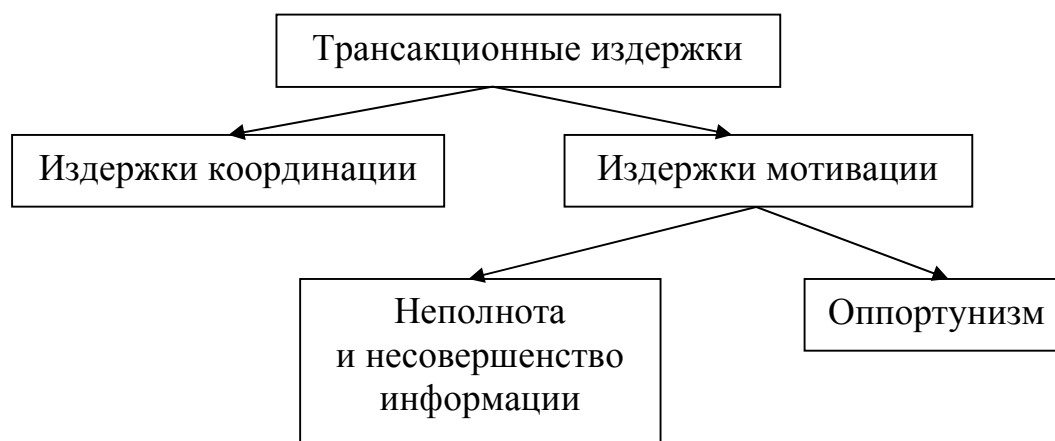 Трансакционные издержки
Издержки координации
Издержки мотивации
Неполнота
и несовершенство
информации
Оппортунизм